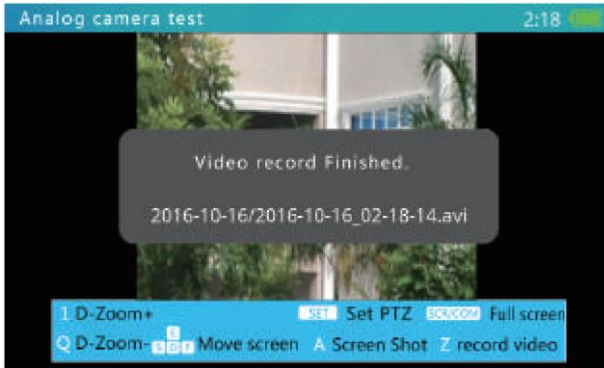 Analog camera test 2:18
Video record Finished.
2016-10-16/2016-10-16_02-18-14.avi
1 D-Zoom+ SET Set PTZ SCR/COM Full screen
E
Q D-Zoom- S D F Move screen A Screen Shot Z record video